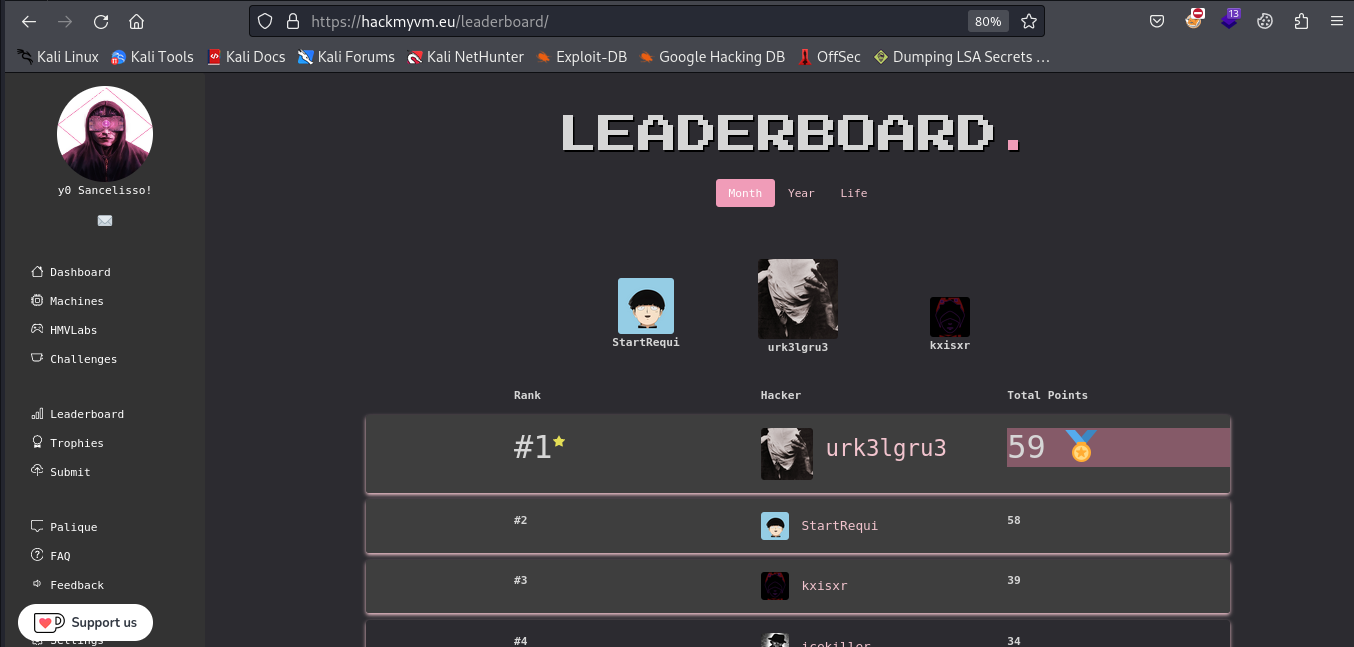 https://hackmyvm.eu/leaderboard/ 80% 13
Kali Linux Kali Tools Kali Docs Kali Forums Kali NetHunter Exploit-DB Google Hacking DB OffSec Dumping LSA Secrets …
LEADERBOARD.
y0 Sancelisso!
Month Year Life
Dashboard
Machines
HMVLabs
Challenges
Leaderboard
Trophies
Submit
Palique
FAQ
Feedback
Support us
Settings
StartRequi urk3lgru3 kxisxr
Rank Hacker Total Points
#1 urk3lgru3 59
#2 StartRequi 58
#3 kxisxr 39
#4 icekiller 34